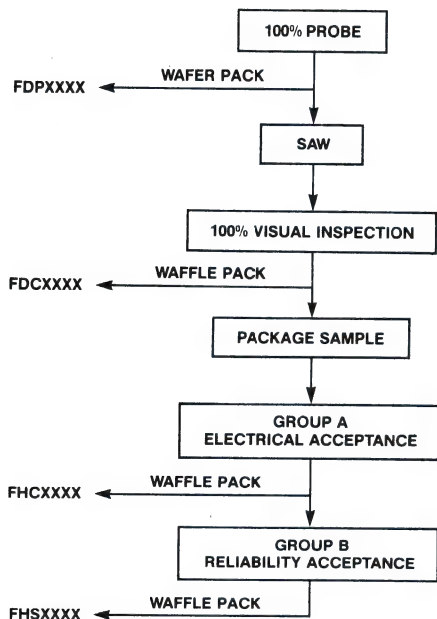 100% PROBE
WAFER PACK
FDPXXXX
SAW
100% VISUAL INSPECTION
WAFFLE PACK
FDCXXXX
PACKAGE SAMPLE
GROUP A
ELECTRICAL ACCEPTANCE
WAFFLE PACK
FHCXXXX
GROUP B
RELIABILITY ACCEPTANCE
WAFFLE PACK
FHSXXXX